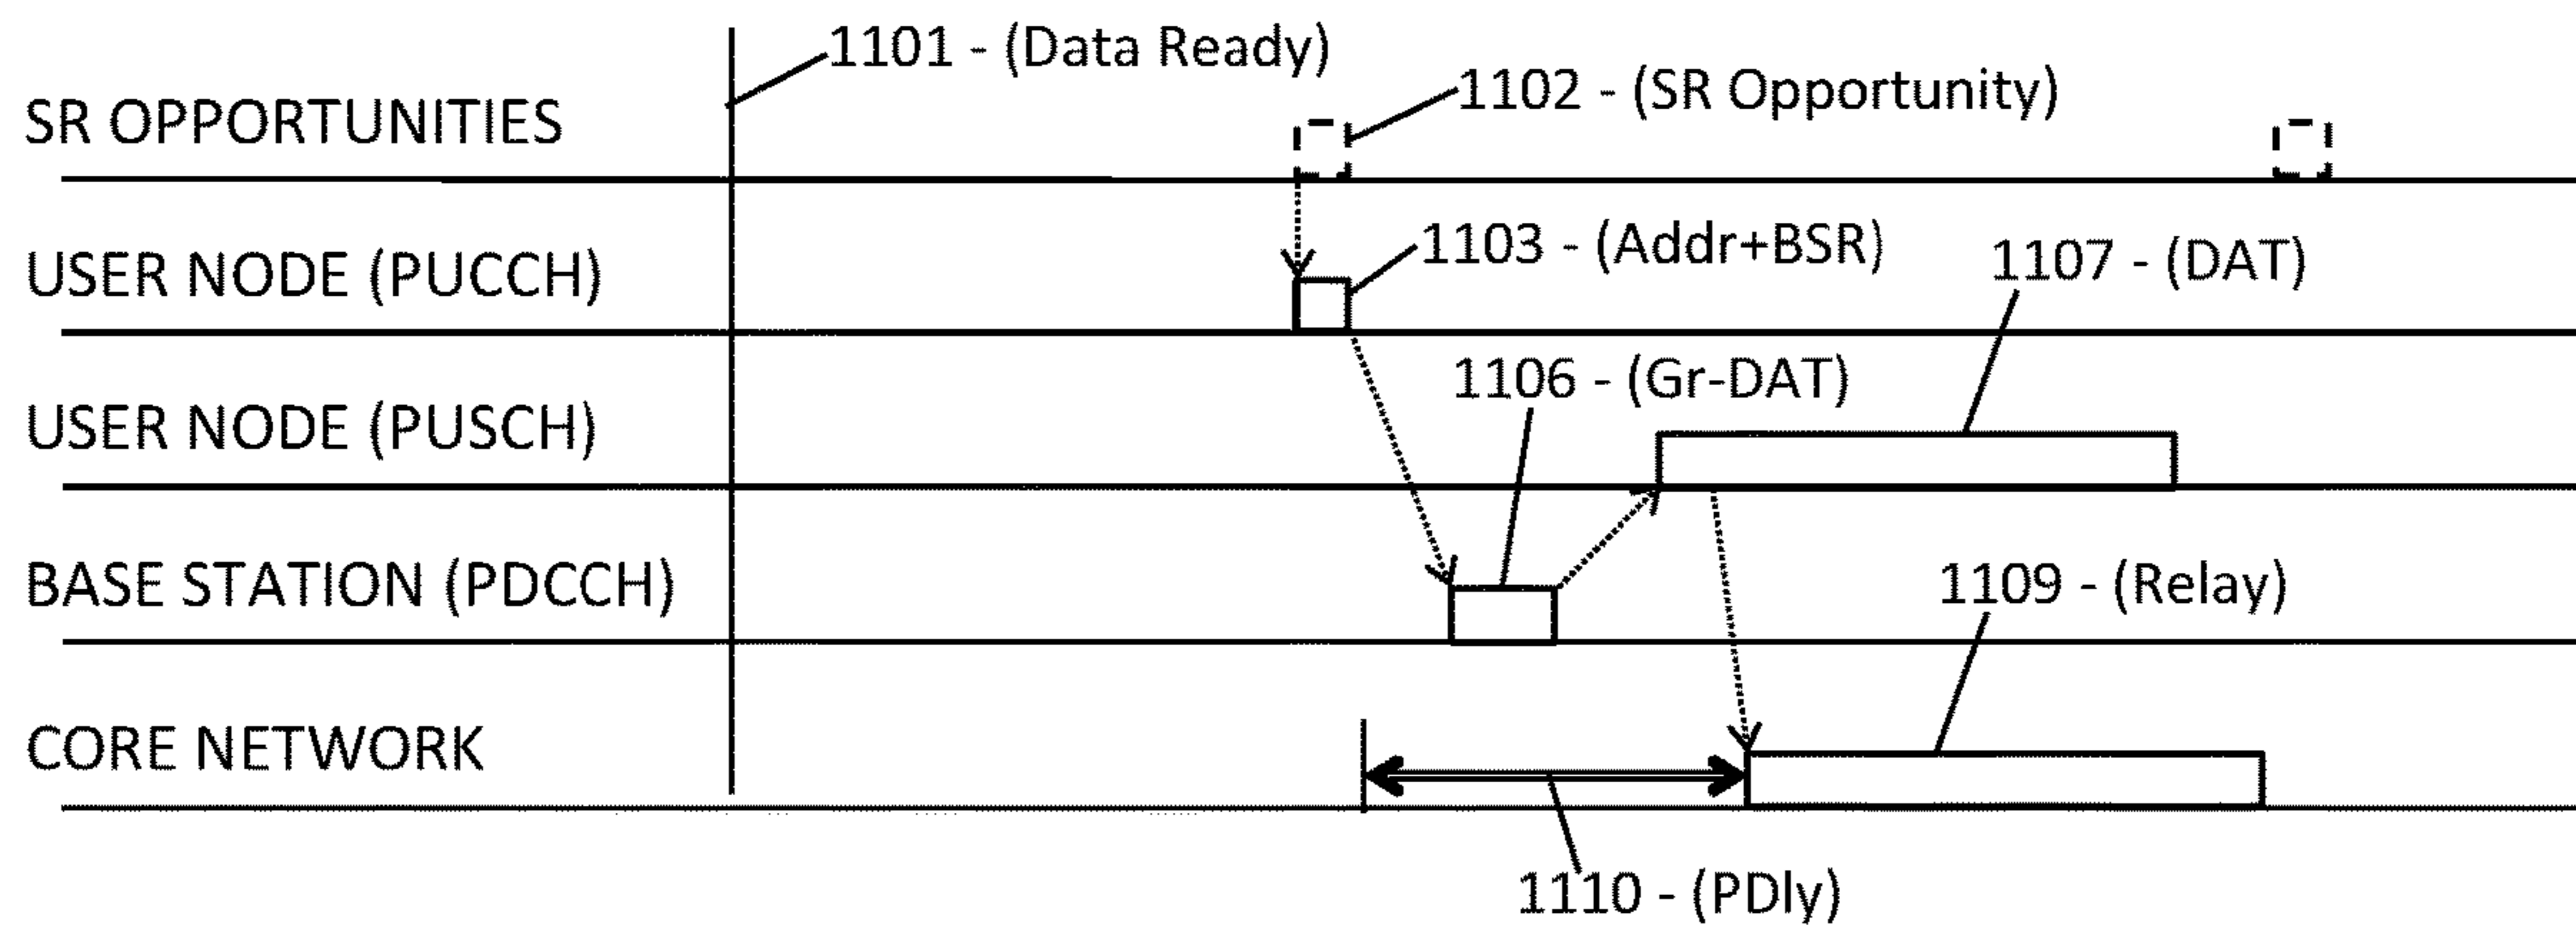 1101 - (Data Ready)
1102 - (SR Opportunity)
SR OPPORTUNITIES
1103 - (Addr+BSR)
1107 - (DAT)
USER NODE (PUCCH)
1106 - (Gr-DAT)
USER NODE (PUSCH)
BASE STATION (PDCCH)
1109 - (Relay)
CORE NETWORK
1110 - (PDly)